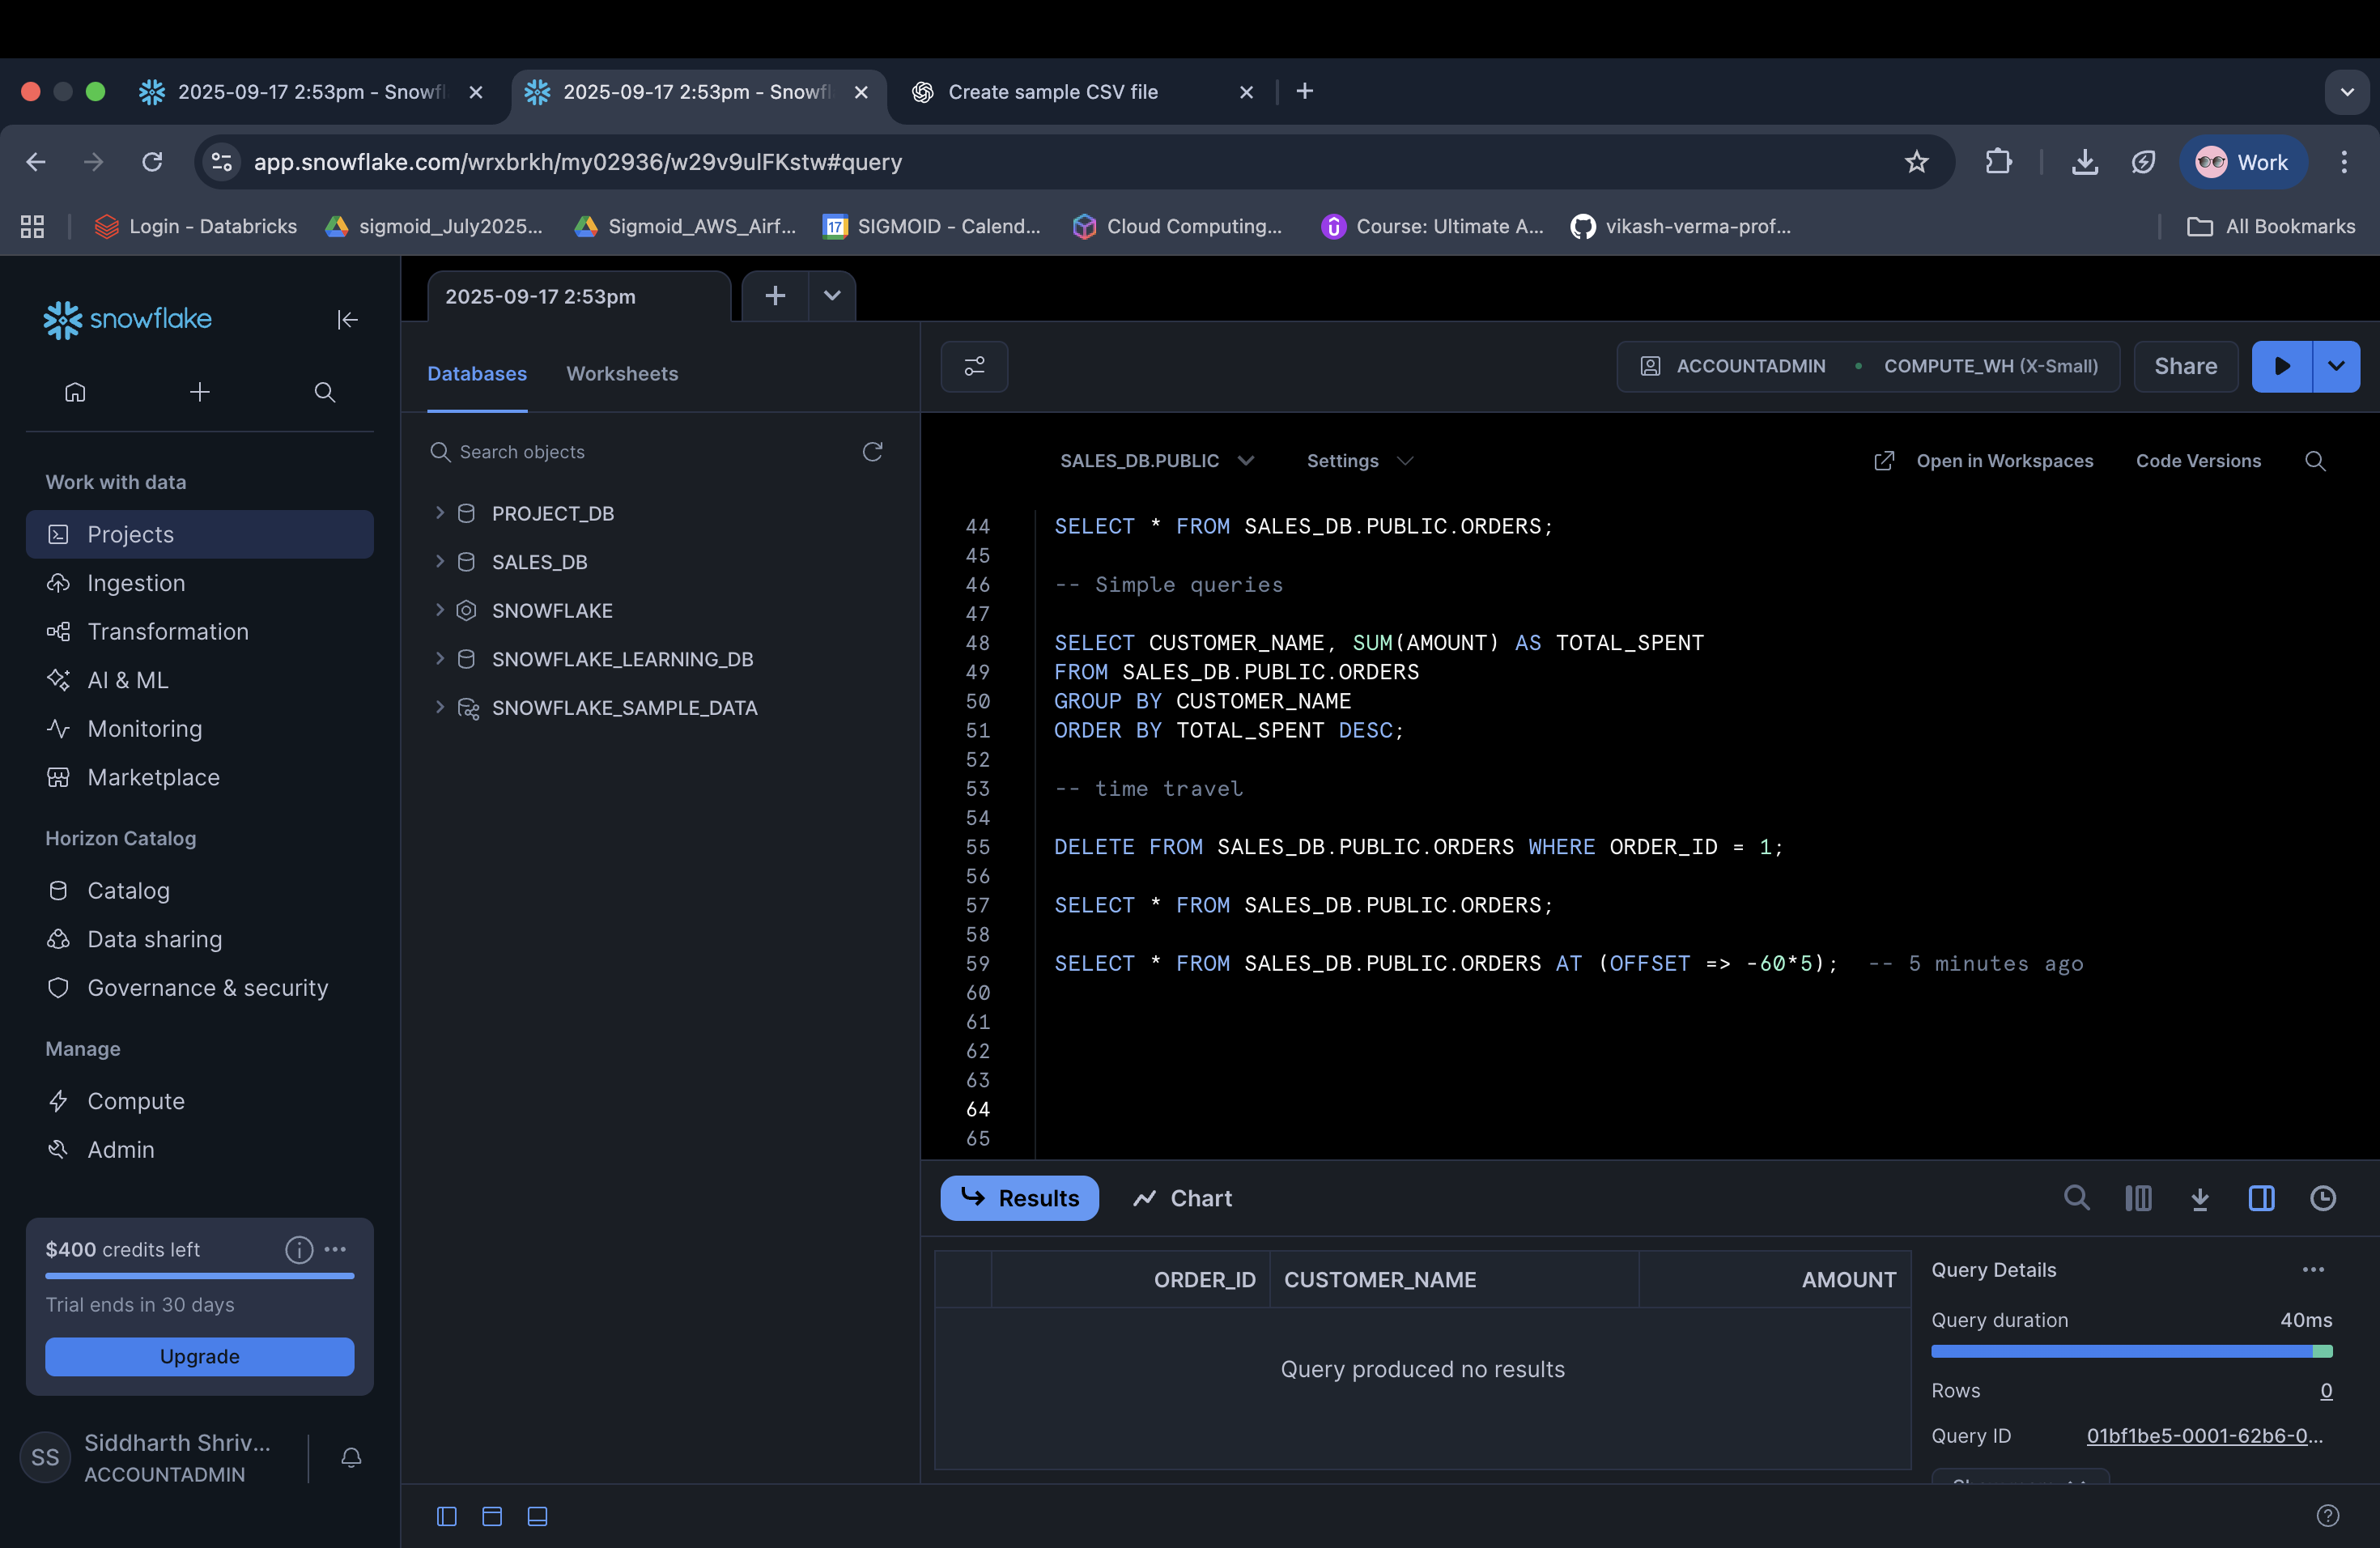 2025-09-17 2:53pm - Snowfl
2025-09-17 2:53pm - Snowfl
Create sample CSV file
app.snowflake.com/wrxbrkh/my02936/w29v9ulFKstw#query
Work
Login - Databricks
sigmoid_July2025...
Sigmoid_AWS_Airf...
17
SIGMOID - Calend...
Cloud Computing...
Course: Ultimate A...
vikash-verma-prof...
All Bookmarks
snowflake
Work with data
Projects
Ingestion
Transformation
AI & ML
Monitoring
Marketplace
Horizon Catalog
Catalog
Data sharing
Governance & security
Manage
Compute
Admin
$400 credits left
Trial ends in 30 days
Upgrade
SS
Siddharth Shriv...
ACCOUNTADMIN
2025-09-17 2:53pm
Databases
Worksheets
Search objects
PROJECT_DB
SALES_DB
SNOWFLAKE
SNOWFLAKE_LEARNING_DB
SNOWFLAKE_SAMPLE_DATA
ACCOUNTADMIN
COMPUTE_WH (X-Small)
Share
SALES_DB.PUBLIC
Settings
Open in Workspaces
Code Versions
44 SELECT * FROM SALES_DB.PUBLIC.ORDERS;
45
46 -- Simple queries
47
48 SELECT CUSTOMER_NAME, SUM(AMOUNT) AS TOTAL_SPENT
49 FROM SALES_DB.PUBLIC.ORDERS
50 GROUP BY CUSTOMER_NAME
51 ORDER BY TOTAL_SPENT DESC;
52
53 -- time travel
54
55 DELETE FROM SALES_DB.PUBLIC.ORDERS WHERE ORDER_ID = 1;
56
57 SELECT * FROM SALES_DB.PUBLIC.ORDERS;
58
59 SELECT * FROM SALES_DB.PUBLIC.ORDERS AT (OFFSET => -60*5); -- 5 minutes ago
60
61
62
63
64
65
Results
Chart
ORDER_ID CUSTOMER_NAME AMOUNT
Query produced no results
Query Details
Query duration 40ms
Rows 0
Query ID 01bf1be5-0001-62b6-0...